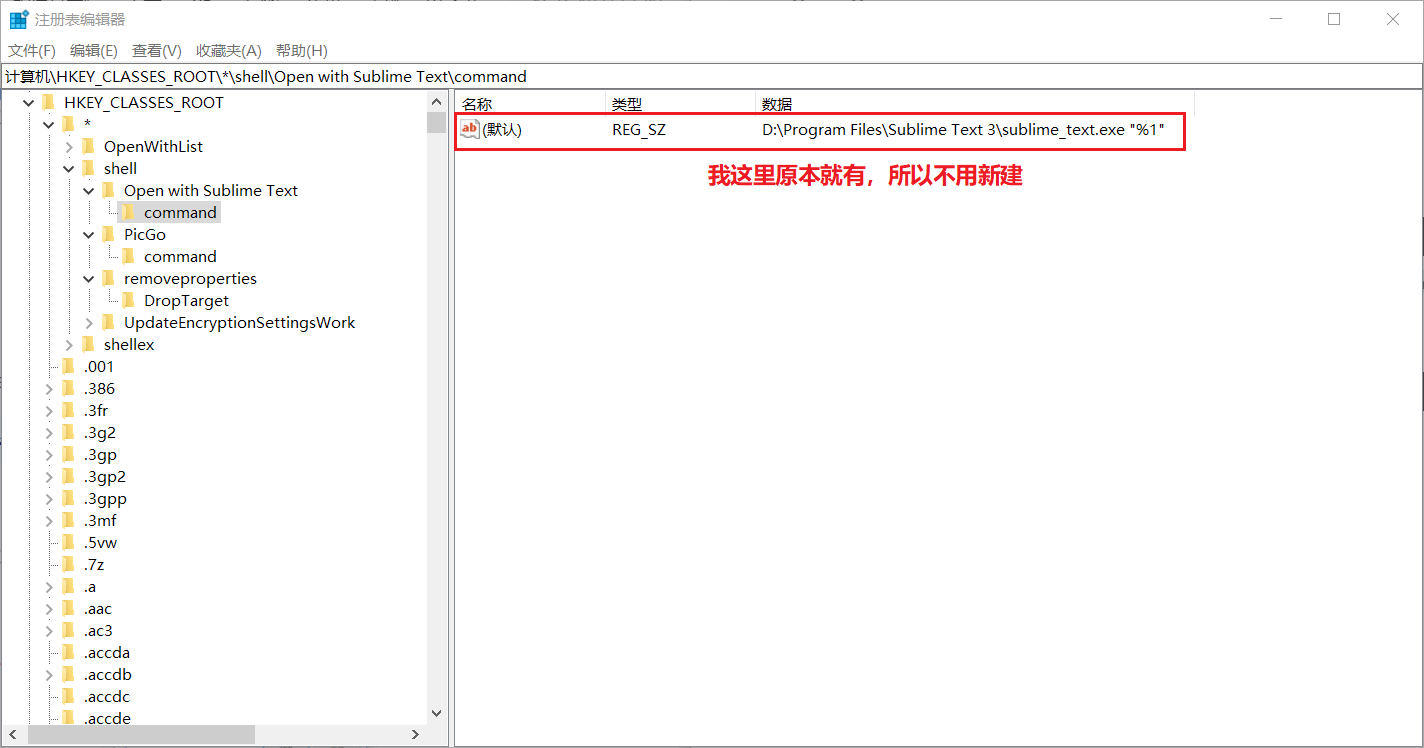 注册表编辑器
文件(F) 编辑(E) 查看(V) 收藏夹(A) 帮助(H)
计算机\HKEY_CLASSES_ROOT\*\shell\Open with Sublime Text\command
HKEY_CLASSES_ROOT
*
OpenWithList
shell
Open with Sublime Text
command
PicGo
command
removeproperties
DropTarget
UpdateEncryptionSettingsWork
shellex
.001
.386
.3fr
.3g2
.3gp
.3gp2
.3gpp
.3mf
.5vw
.7z
.a
.aac
.ac3
.accda
.accdb
.accdc
.accde
名称 类型 数据
ab (默认) REG_SZ D:\Program Files\Sublime Text 3\sublime_text.exe "%1"
我这里原本就有，所以不用新建